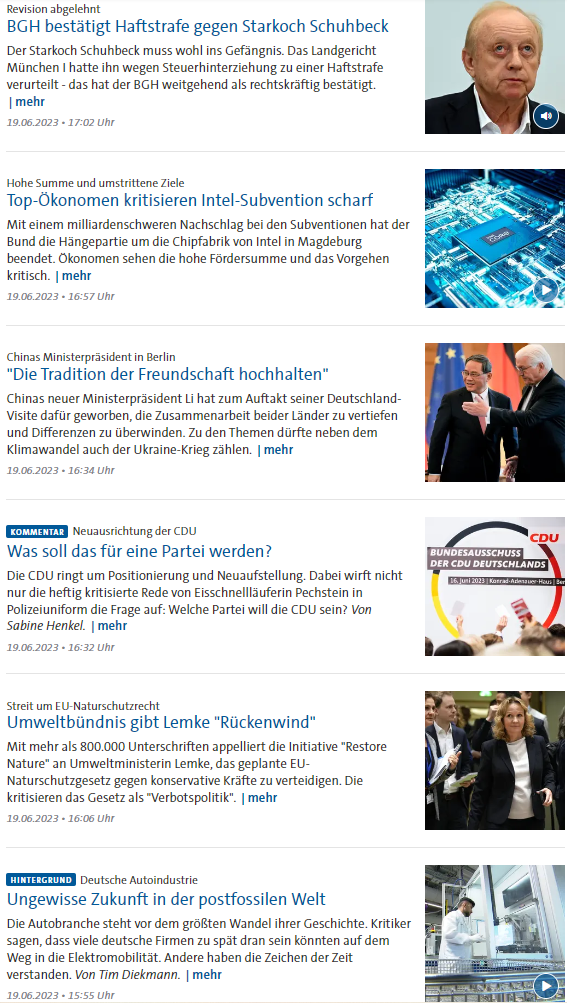 Revision abgelehnt
BGH bestätigt Haftstrafe gegen Starkoch Schuhbeck
Der Starkoch Schuhbeck muss wohl ins Gefängnis. Das Landgericht
München I hatte ihn wegen Steuerhinterziehung zu einer Haftstrafe
verurteilt - das hat der BGH weitgehend als rechtskräftig bestätigt.
| mehr
19.06.2023 • 17:02 Uhr
Hohe Summe und umstrittene Ziele
Top-Ökonomen kritisieren Intel-Subvention scharf
Mit einem milliardenschweren Nachschlag bei den Subventionen hat der
Bund die Hängepartie um die Chipfabrik von Intel in Magdeburg
beendet. Ökonomen sehen die hohe Fördersumme und das Vorgehen
kritisch. | mehr
19.06.2023 • 16:57 Uhr
Chinas Ministerpräsident in Berlin
"Die Tradition der Freundschaft hochhalten"
Chinas neuer Ministerpräsident Li hat zum Auftakt seiner Deutschland-
Visite dafür geworben, die Zusammenarbeit beider Länder zu vertiefen
und Differenzen zu überwinden. Zu den Themen dürfte neben dem
Klimawandel auch der Ukraine-Krieg zählen. | mehr
19.06.2023 • 16:34 Uhr
KOMMENTAR Neuausrichtung der CDU
Was soll das für eine Partei werden?
Die CDU ringt um Positionierung und Neuaufstellung. Dabei wirft nicht
nur die heftig kritisierte Rede von Eisschnellläuferin Pechstein in
Polizeiuniform die Frage auf: Welche Partei will die CDU sein? Von
Sabine Henkel. | mehr
19.06.2023 • 16:32 Uhr
CDU
BUNDESAUSSCHUSS
DER CDU DEUTSCHLANDS
16. Juni 2023 | Konrad-Adenauer-Haus | Ber
Streit um EU-Naturschutzrecht
Umweltbündnis gibt Lemke "Rückenwind"
Mit mehr als 800.000 Unterschriften appelliert die Initiative "Restore
Nature" an Umweltministerin Lemke, das geplante EU-
Naturschutzgesetz gegen konservative Kräfte zu verteidigen. Die
kritisieren das Gesetz als "Verbotspolitik". | mehr
19.06.2023 • 16:06 Uhr
HINTERGRUND Deutsche Autoindustrie
Ungewisse Zukunft in der postfossilen Welt
Die Autobranche steht vor dem größten Wandel ihrer Geschichte. Kritiker
sagen, dass viele deutsche Firmen zu spät dran sein könnten auf dem
Weg in die Elektromobilität. Andere haben die Zeichen der Zeit
verstanden. Von Tim Diekmann. | mehr
19.06.2023 • 15:55 Uhr